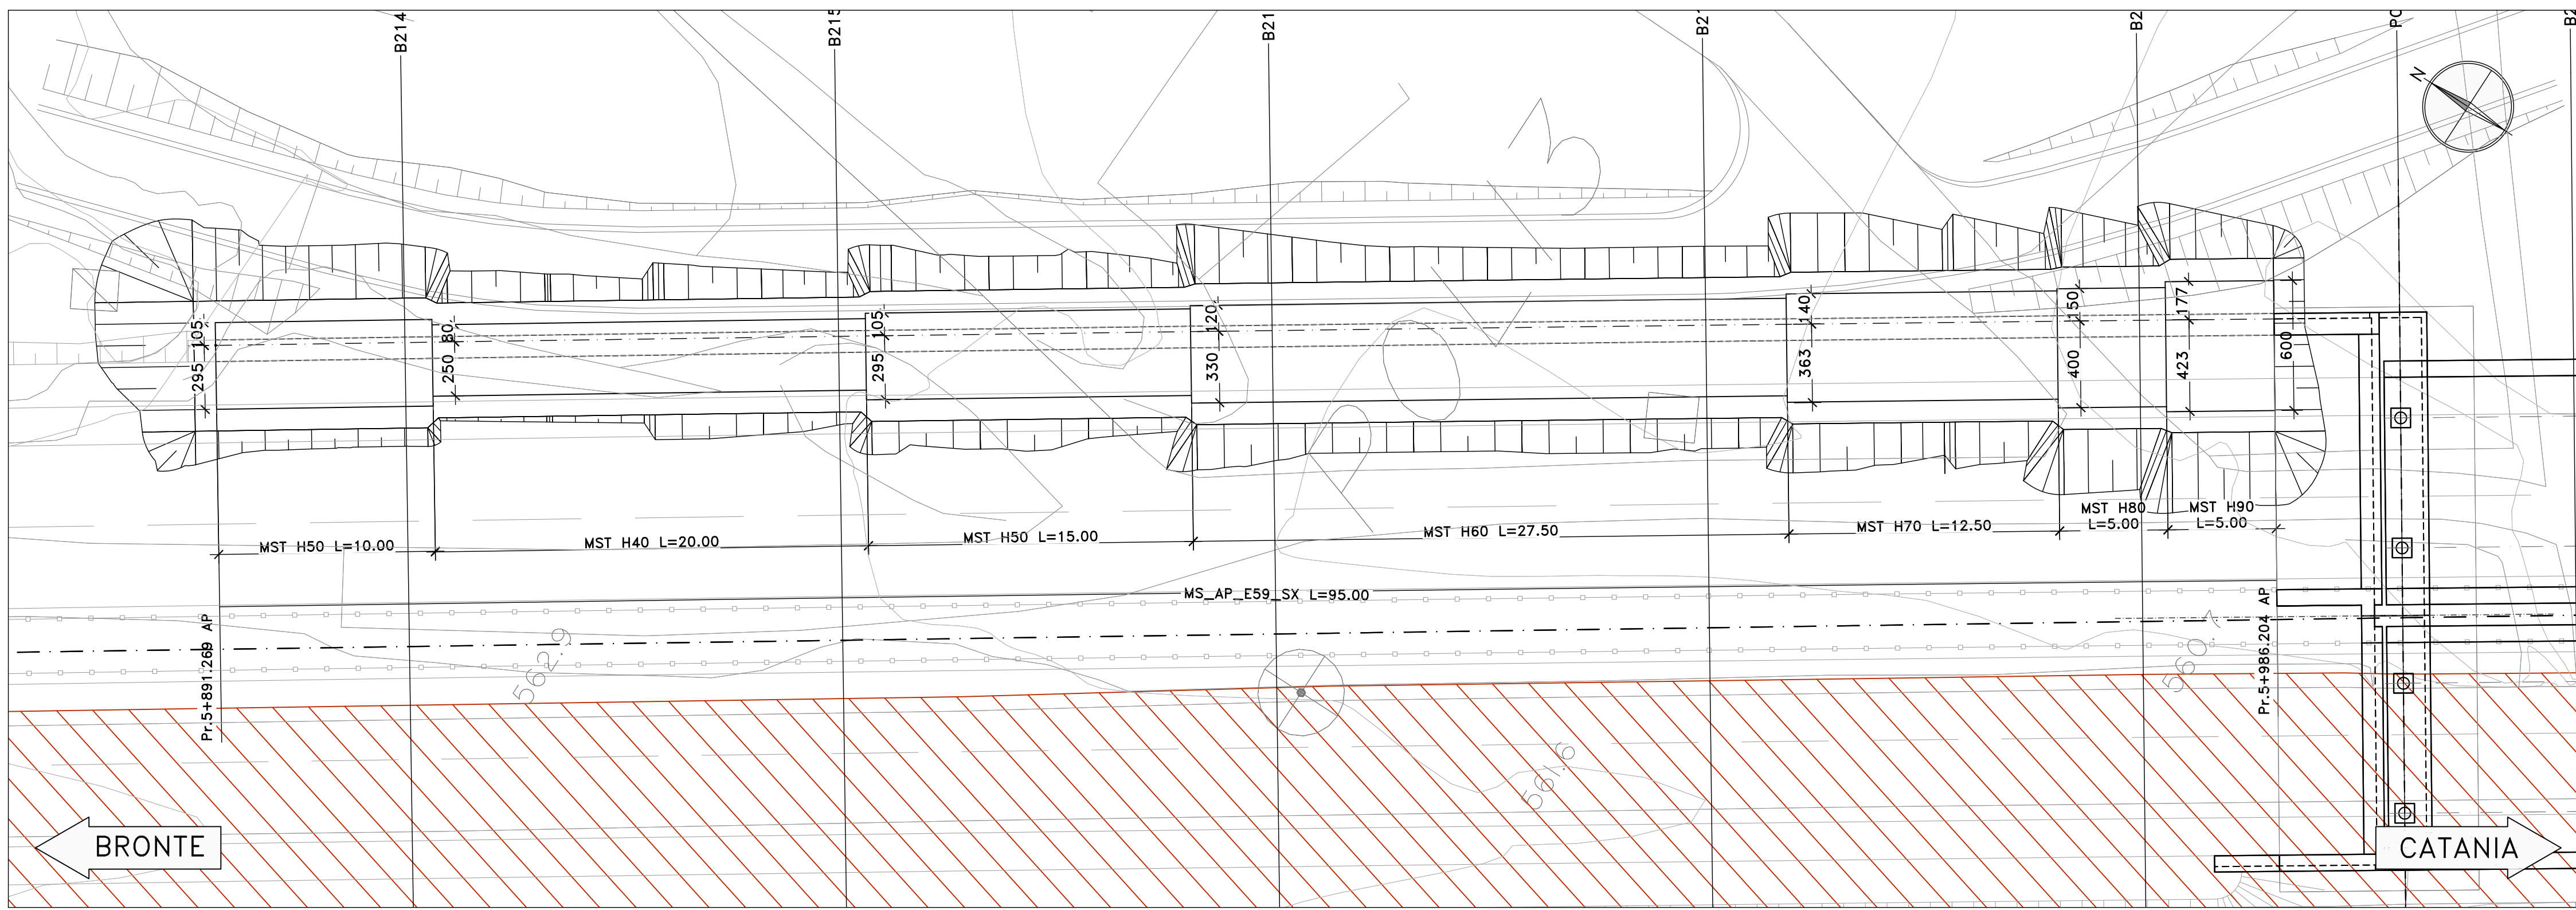 B214
B215
B21
B21
B2
PC
B2
N
295 105
250 80
295 105
330 120
363 140
400 150
423 177
600
MST H50 L=10.00
MST H40 L=20.00
MST H50 L=15.00
MST H60 L=27.50
MST H70 L=12.50
MST H80
L=5.00
MST H90
L=5.00
MS_AP_E59_SX L=95.00
Pr.5+891.269 AP
Pr.5+986.204 AP
562.9
561.6
BRONTE
CATANIA